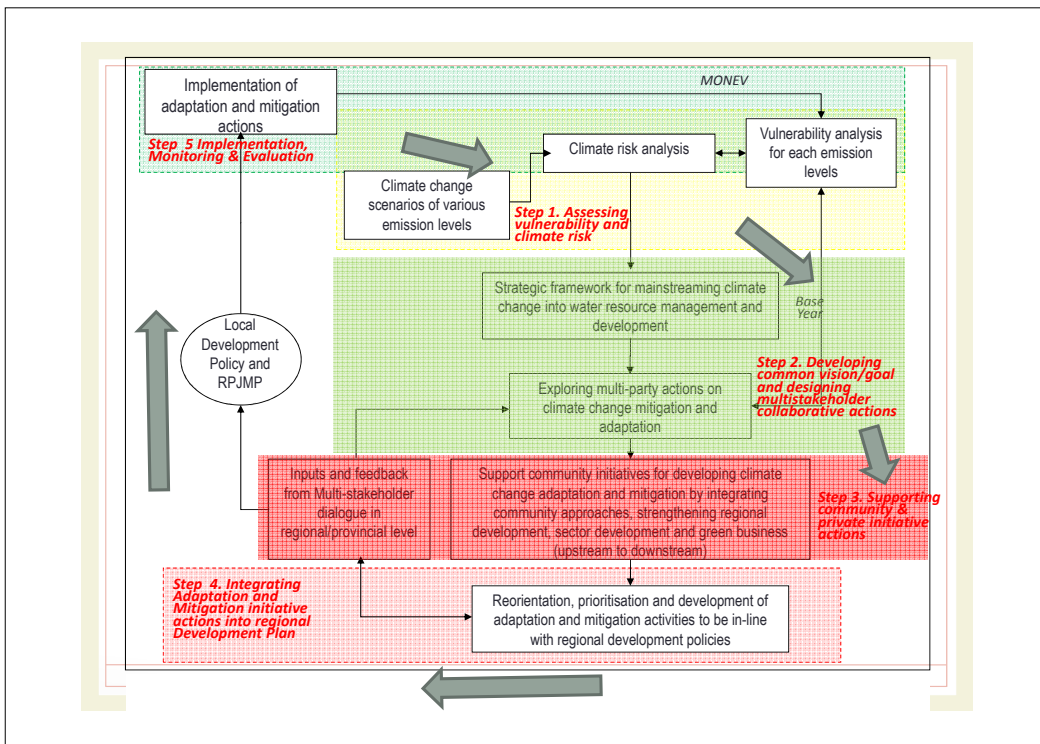 Implementation of
adaptation and mitigation
actions
MONEV
Step 5 Implementation,
Monitoring & Evaluation
Climate risk analysis
Vulnerability analysis
for each emission
levels
Climate change
scenarios of various
emission levels
Step 1. Assessing
vulnerability and
climate risk
Strategic framework for mainstreaming climate
change into water resource management and
development
Base
Year
Local
Development
Policy and
RPJMP
Step 2. Developing
common vision/goal
and designing
multistakeholder
collaborative actions
Exploring multi-party actions on
climate change mitigation and
adaptation
Inputs and feedback
from Multi-stakeholder
dialogue in
regional/provincial level
Support community initiatives for developing climate
change adaptation and mitigation by integrating
community approaches, strengthening regional
development, sector development and green business
(upstream to downstream)
Step 3. Supporting
community &
private initiative
actions
Step 4. Integrating
Adaptation and
Mitigation initiative
actions into regional
Development Plan
Reorientation, prioritisation and development of
adaptation and mitigation activities to be in-line
with regional development policies